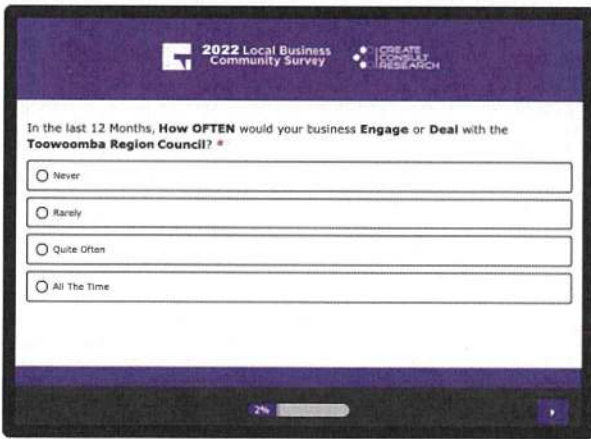 2022 Local Business
Community Survey
CREATE
CONSULT
RESEARCH
In the last 12 Months, How OFTEN would your business Engage or Deal with the
Toowoomba Region Council? *
Never
Rarely
Quite Often
All The Time
2%